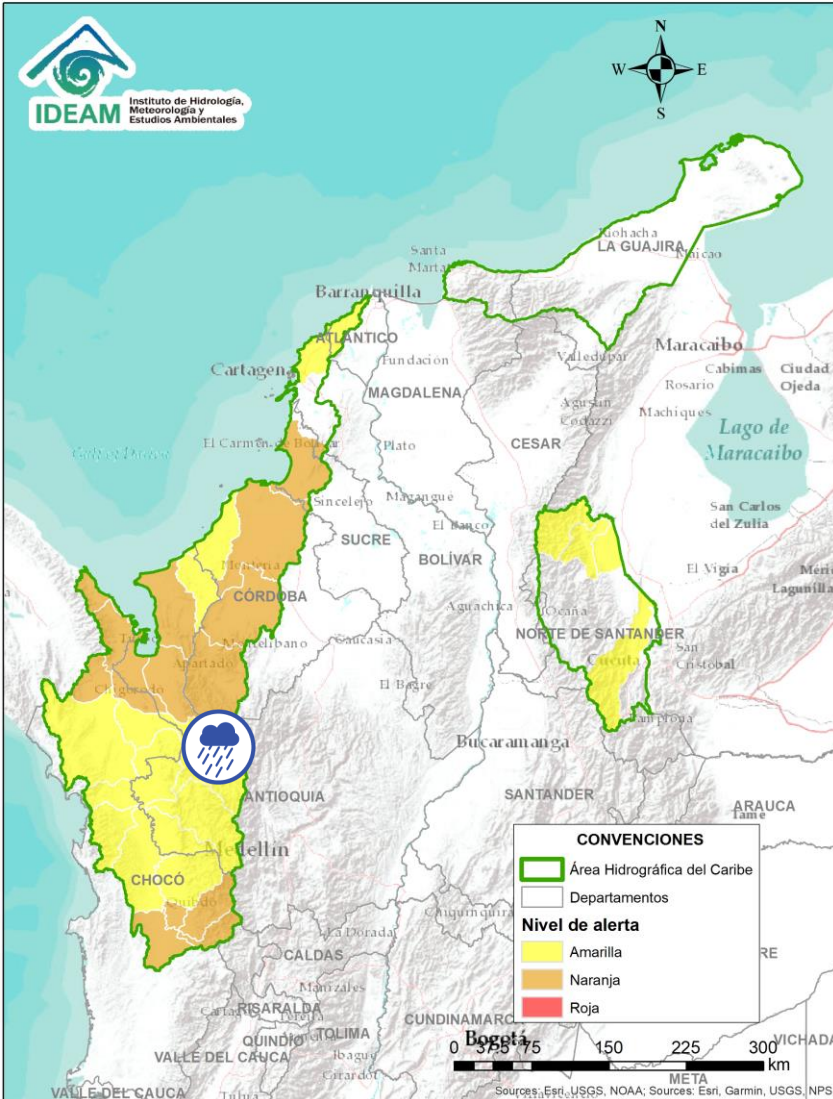 IDEAM
Instituto de Hidrología,
Meteorología y
Estudios Ambientales
N
W
E
S
Riohacha
LA GUAJIRA
Maicao
Santa
Marta
Barranquilla
ATLÁNTICO
Cartagena
Fundación
Valledupar
Maracaibo
Cabimas
Ciudad
Ojeda
Rosario
Machiques
MAGDALENA
Agustín
Codazzi
CESAR
Lago de
Maracaibo
El Carmen de Bolívar
Plato
Sincelejo
Magangué
San Carlos
del Zulia
SUCRE
El Banco
BOLÍVAR
El Vigía
Lagunilla
Montería
CÓRDOBA
Aguachica
Ocaña
NORTE DE SANTANDER
Cúcuta
San
Cristóbal
Montelíbano
Caucasia
Apartadó
Chigorodó
El Bagre
Pamplona
Bucaramanga
ANTIOQUIA
SANTANDER
ARAUCA
Tame
Medellín
CHOCÓ
Quibdó
Chiquinquirá
La Dorada
CALDAS
Manizales
RISARALDA
Pereira
QUINDÍO
TOLIMA
CUNDINAMARC
Bogotá
VICHADA
VALLE DEL CAUCA
Ibagué
Girardot
META
VALLE DEL CAUCA
Tuluá
CONVENCIONES
Área Hidrográfica del Caribe
Departamentos
Nivel de alerta
Amarilla
Naranja
Roja
0 37,5 75 150 225 300
km
Sources: Esri, USGS, NOAA; Sources: Esri, Garmin, USGS, NPS